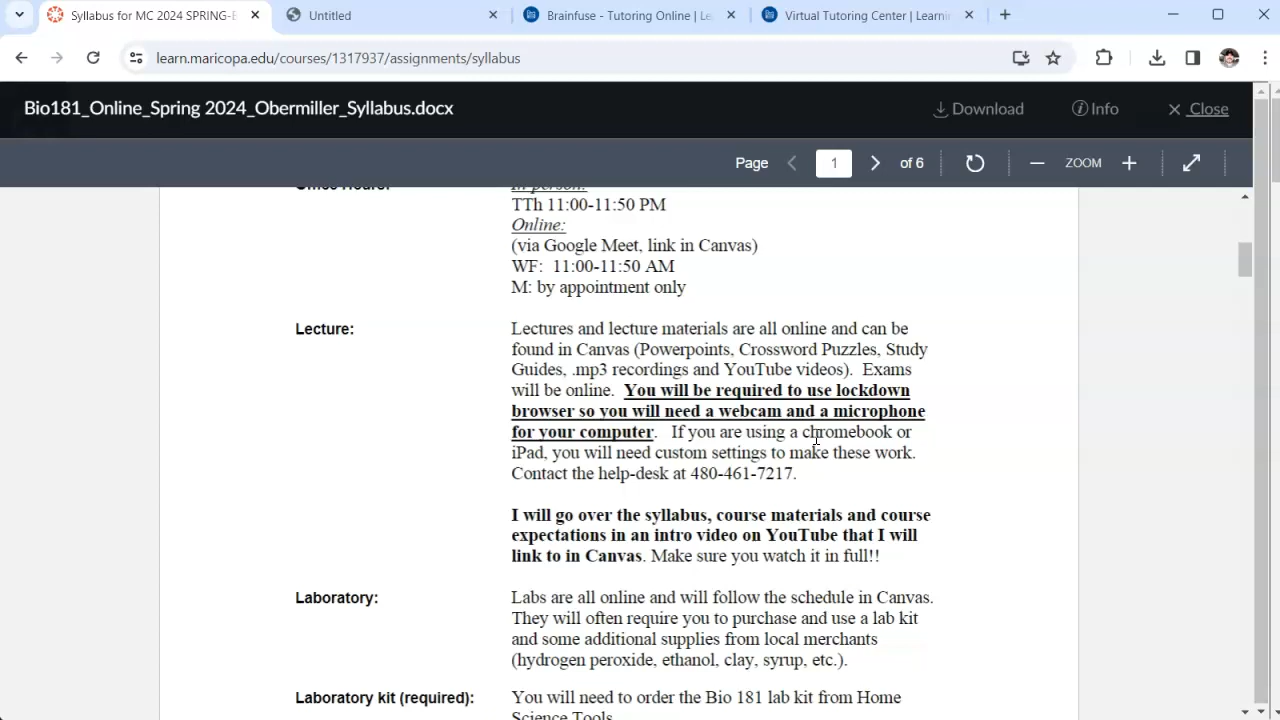 Syllabus for MC 2024 SPRING-E
Untitled
Brainfuse - Tutoring Online | Le
Virtual Tutoring Center | Learni
learn.maricopa.edu/courses/1317937/assignments/syllabus
Bio181_Online_Spring 2024_Obermiller_Syllabus.docx
Download
Info
Close
Page
1
of 6
ZOOM
Office Hours:
In-person:
TTh 11:00-11:50 PM
Online:
(via Google Meet, link in Canvas)
WF:  11:00-11:50 AM
M: by appointment only
Lecture:
Lectures and lecture materials are all online and can be
found in Canvas (Powerpoints, Crossword Puzzles, Study
Guides, .mp3 recordings and YouTube videos).  Exams
will be online.  You will be required to use lockdown
browser so you will need a webcam and a microphone
for your computer.   If you are using a chromebook or
iPad, you will need custom settings to make these work.
Contact the help-desk at 480-461-7217.
I will go over the syllabus, course materials and course
expectations in an intro video on YouTube that I will
link to in Canvas. Make sure you watch it in full!!
Laboratory:
Labs are all online and will follow the schedule in Canvas.
They will often require you to purchase and use a lab kit
and some additional supplies from local merchants
(hydrogen peroxide, ethanol, clay, syrup, etc.).
Laboratory kit (required):
You will need to order the Bio 181 lab kit from Home
Science Tools